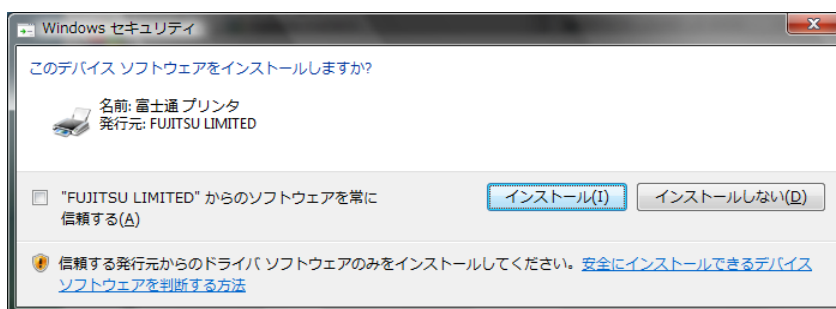 Windows セキュリティ
このデバイス ソフトウェアをインストールしますか?
名前: 富士通 プリンタ
発行元: FUJITSU LIMITED
"FUJITSU LIMITED" からのソフトウェアを常に
信頼する(A)
インストール(I)
インストールしない(D)
信頼する発行元からのドライバ ソフトウェアのみをインストールしてください。安全にインストールできるデバイス
ソフトウェアを判断する方法